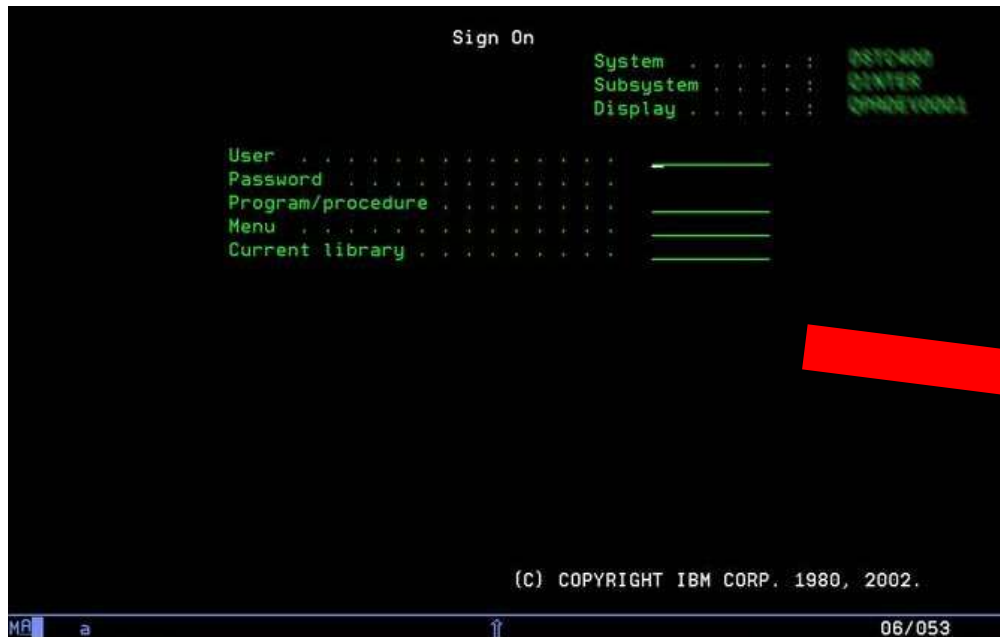 Sign On
System . . . . . :
Subsystem . . . . :
Display . . . . . :
User . . . . . . . . . . . . . .
Password . . . . . . . . . . . .
Program/procedure . . . . . . . .
Menu . . . . . . . . . . . . . .
Current library . . . . . . . . .
(C) COPYRIGHT IBM CORP. 1980, 2002.
MA a 06/053